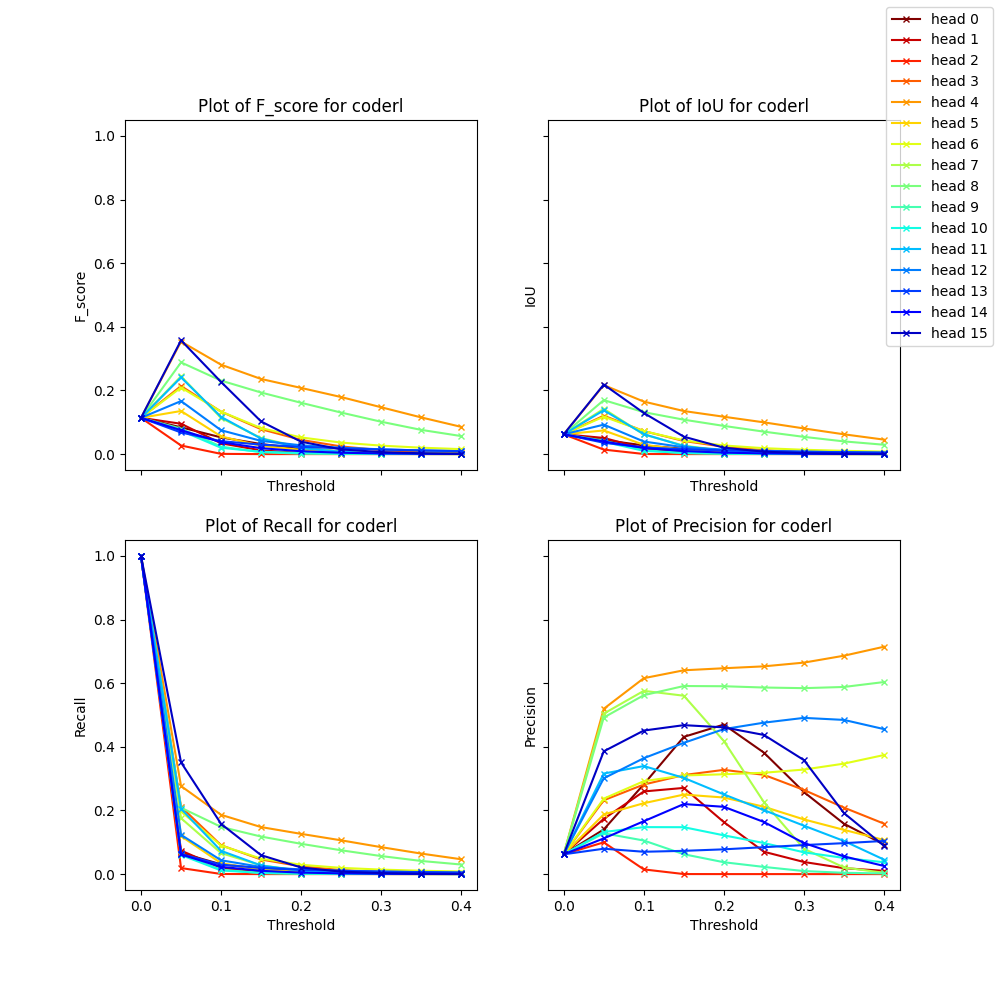 head 0
head 1
head 2
head 3
head 4
head 5
head 6
head 7
head 8
head 9
head 10
head 11
head 12
head 13
head 14
head 15
Plot of F_score for coderl
1.0
0.8
0.6
0.4
0.2
0.0
F_score
Threshold
Plot of IoU for coderl
IoU
Threshold
Plot of Recall for coderl
1.0
0.8
0.6
0.4
0.2
0.0
Recall
0.0 0.1 0.2 0.3 0.4
Threshold
Plot of Precision for coderl
Precision
0.0 0.1 0.2 0.3 0.4
Threshold